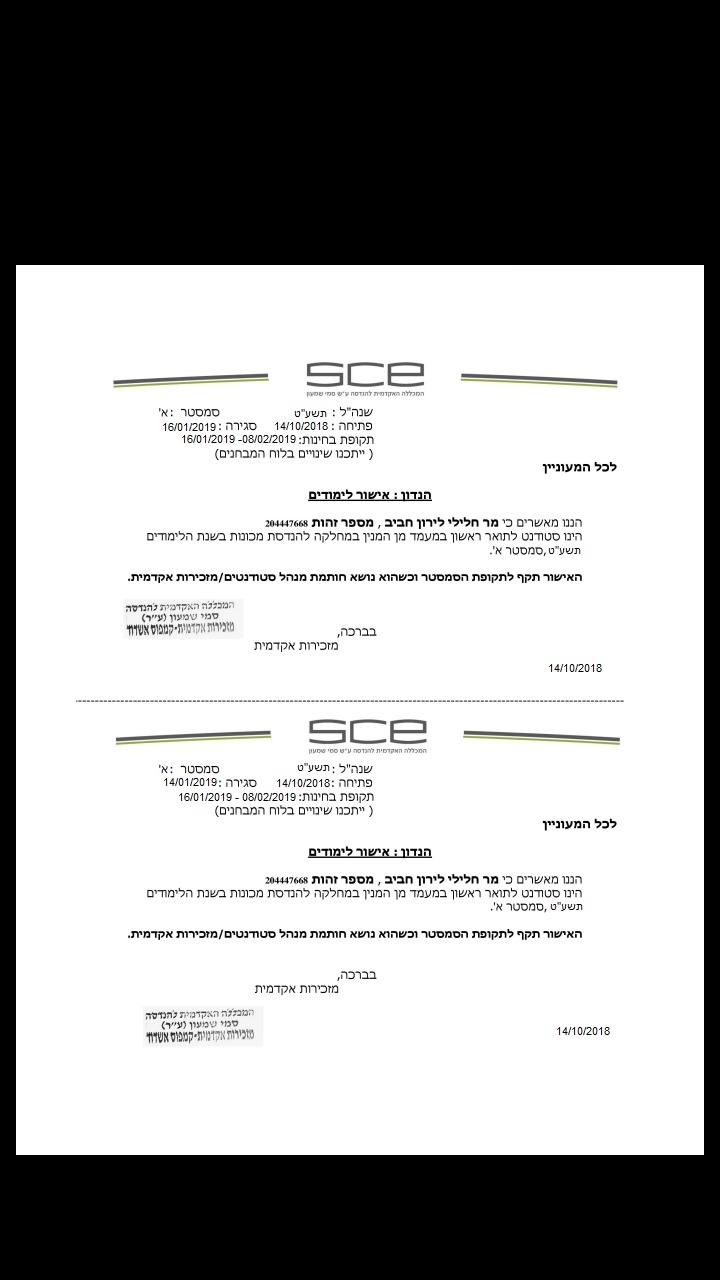 sce
המכללה האקדמית להנדסה ע"ש סמי שמעון
שנה"ל : תשע"ט סמסטר : א'
פתיחה : 14/10/2018 סגירה : 16/01/2019
תקופת בחינות: 16/01/2019 -08/02/2019
( ייתכנו שינויים בלוח המבחנים)
לכל המעוניין
הנדון : אישור לימודים
הננו מאשרים כי מר חלילי לירון חביב , מספר זהות 204447668
הינו סטודנט לתואר ראשון במעמד מן המנין במחלקה להנדסת מכונות בשנת הלימודים
תשע"ט ,סמסטר א'.
האישור תקף לתקופת הסמסטר וכשהוא נושא חותמת מנהל סטודנטים/מזכירות אקדמית.
המכללה האקדמית להנדסה
סמי שמעון (ע"ר)
מזכירות אקדמית-קמפוס אשדוד
בברכה,
מזכירות אקדמית
14/10/2018
sce
המכללה האקדמית להנדסה ע"ש סמי שמעון
שנה"ל : תשע"ט סמסטר : א'
פתיחה : 14/10/2018 סגירה : 14/01/2019
תקופת בחינות: 16/01/2019 - 08/02/2019
( ייתכנו שינויים בלוח המבחנים)
לכל המעוניין
הנדון : אישור לימודים
הננו מאשרים כי מר חלילי לירון חביב , מספר זהות 204447668
הינו סטודנט לתואר ראשון במעמד מן המנין במחלקה להנדסת מכונות בשנת הלימודים
תשע"ט ,סמסטר א'.
האישור תקף לתקופת הסמסטר וכשהוא נושא חותמת מנהל סטודנטים/מזכירות אקדמית.
בברכה,
מזכירות אקדמית
המכללה האקדמית להנדסה
סמי שמעון (ע"ר)
מזכירות אקדמית-קמפוס אשדוד
14/10/2018